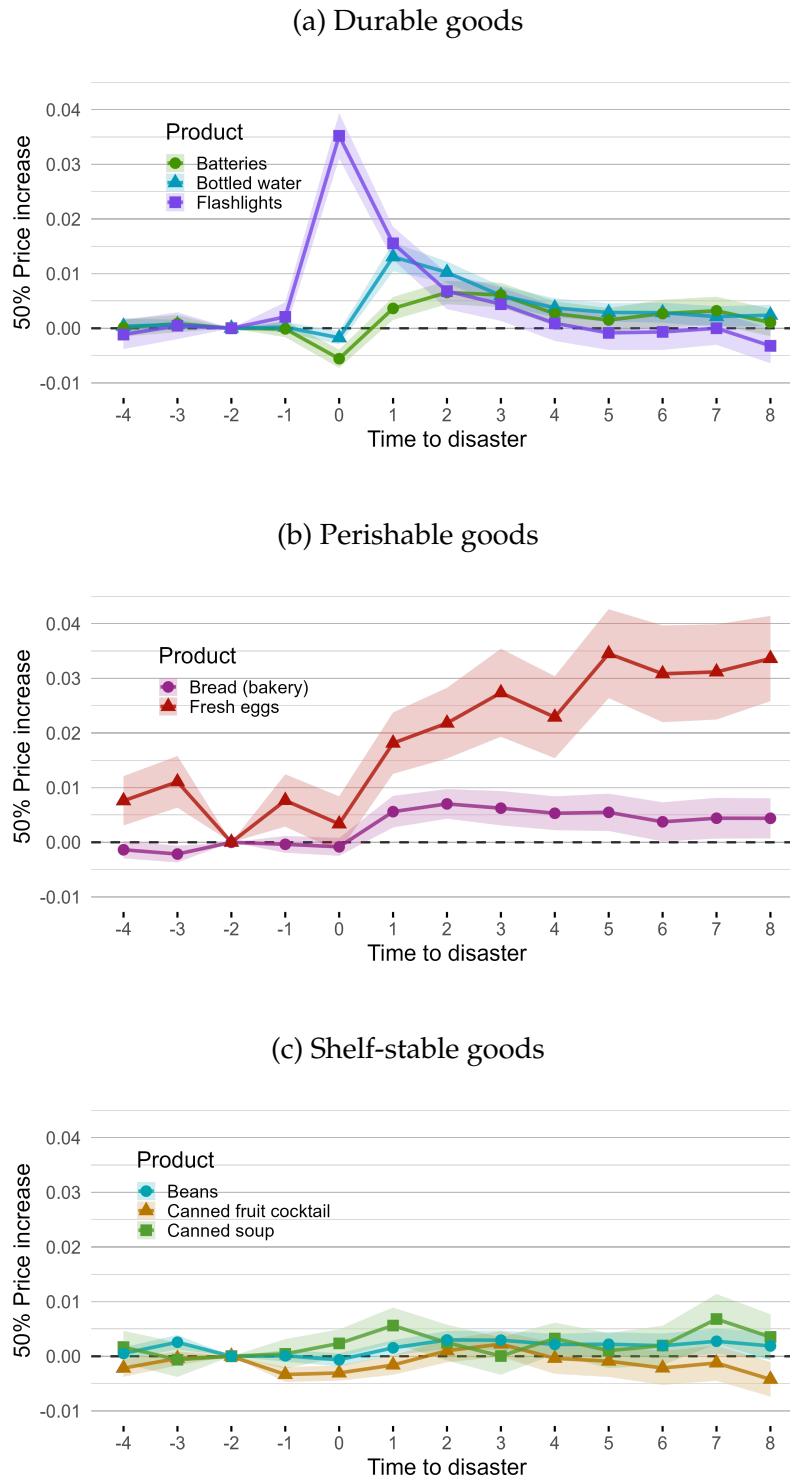 (a) Durable goods
0.04
0.03
0.02
0.01
0.00
-0.01
50% Price increase
Product
Batteries
Bottled water
Flashlights
-4 -3 -2 -1 0 1 2 3 4 5 6 7 8
Time to disaster
(b) Perishable goods
0.04
0.03
0.02
0.01
0.00
-0.01
50% Price increase
Product
Bread (bakery)
Fresh eggs
-4 -3 -2 -1 0 1 2 3 4 5 6 7 8
Time to disaster
(c) Shelf-stable goods
0.04
0.03
0.02
0.01
0.00
-0.01
50% Price increase
Product
Beans
Canned fruit cocktail
Canned soup
-4 -3 -2 -1 0 1 2 3 4 5 6 7 8
Time to disaster